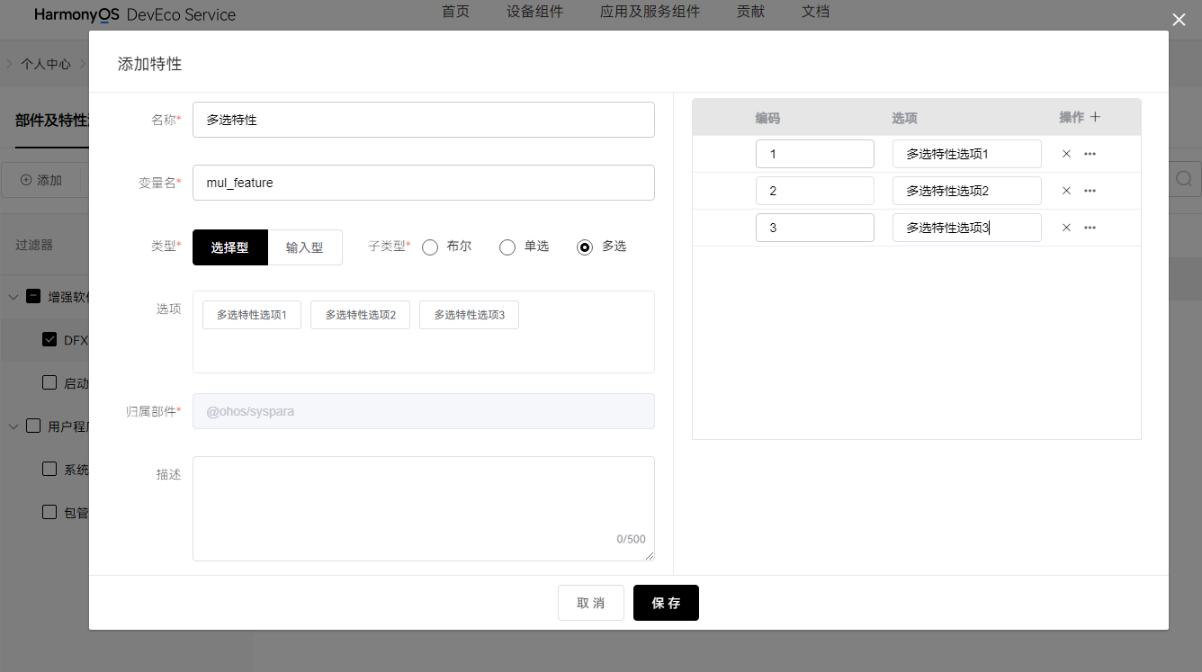 HarmonyOS DevEco Service
首页 设备组件 应用及服务组件 贡献 文档
个人中心
添加特性
部件及特性
添加
过滤器
增强软
DFX
启动
用户程
系统
包管
名称*
多选特性
变量名*
mul_feature
类型*
选择型 输入型
子类型*
布尔 单选 多选
选项
多选特性选项1 多选特性选项2 多选特性选项3
归属部件*
@ohos/syspara
描述
0/500
编码 选项 操作 +
1 多选特性选项1
2 多选特性选项2
3 多选特性选项3
取消 保存